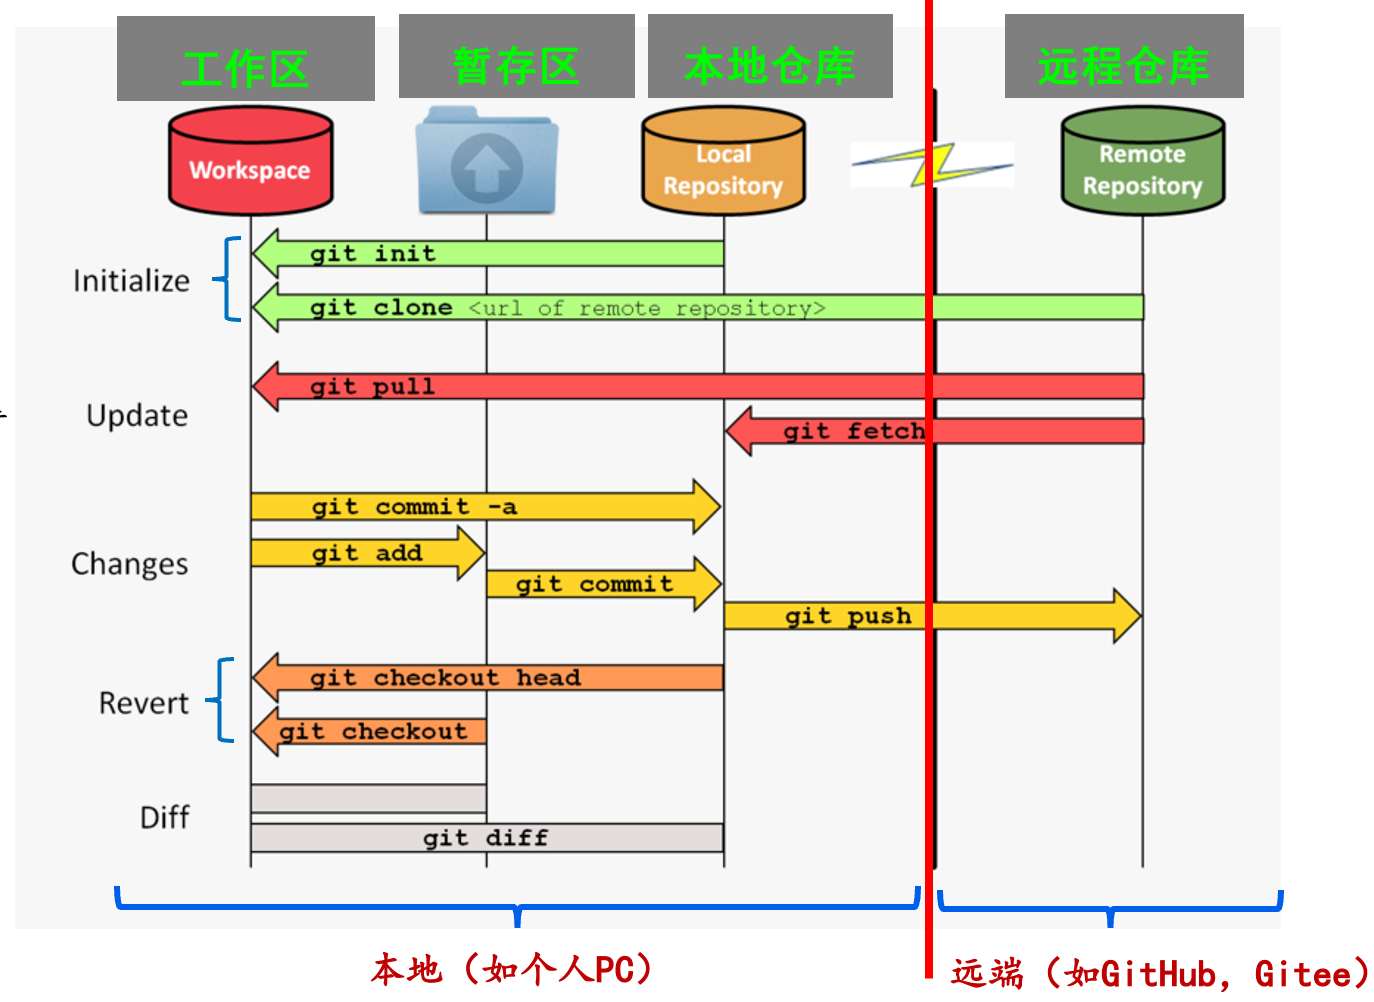 工作区
暂存区
本地仓库
远程仓库
Workspace
Local
Repository
Remote
Repository
Initialize
git init
git clone <url of remote repository>
Update
git pull
git fetch
Changes
git commit -a
git add
git commit
git push
Revert
git checkout head
git checkout
Diff
git diff
本地（如个人PC）
远端（如GitHub，Gitee）